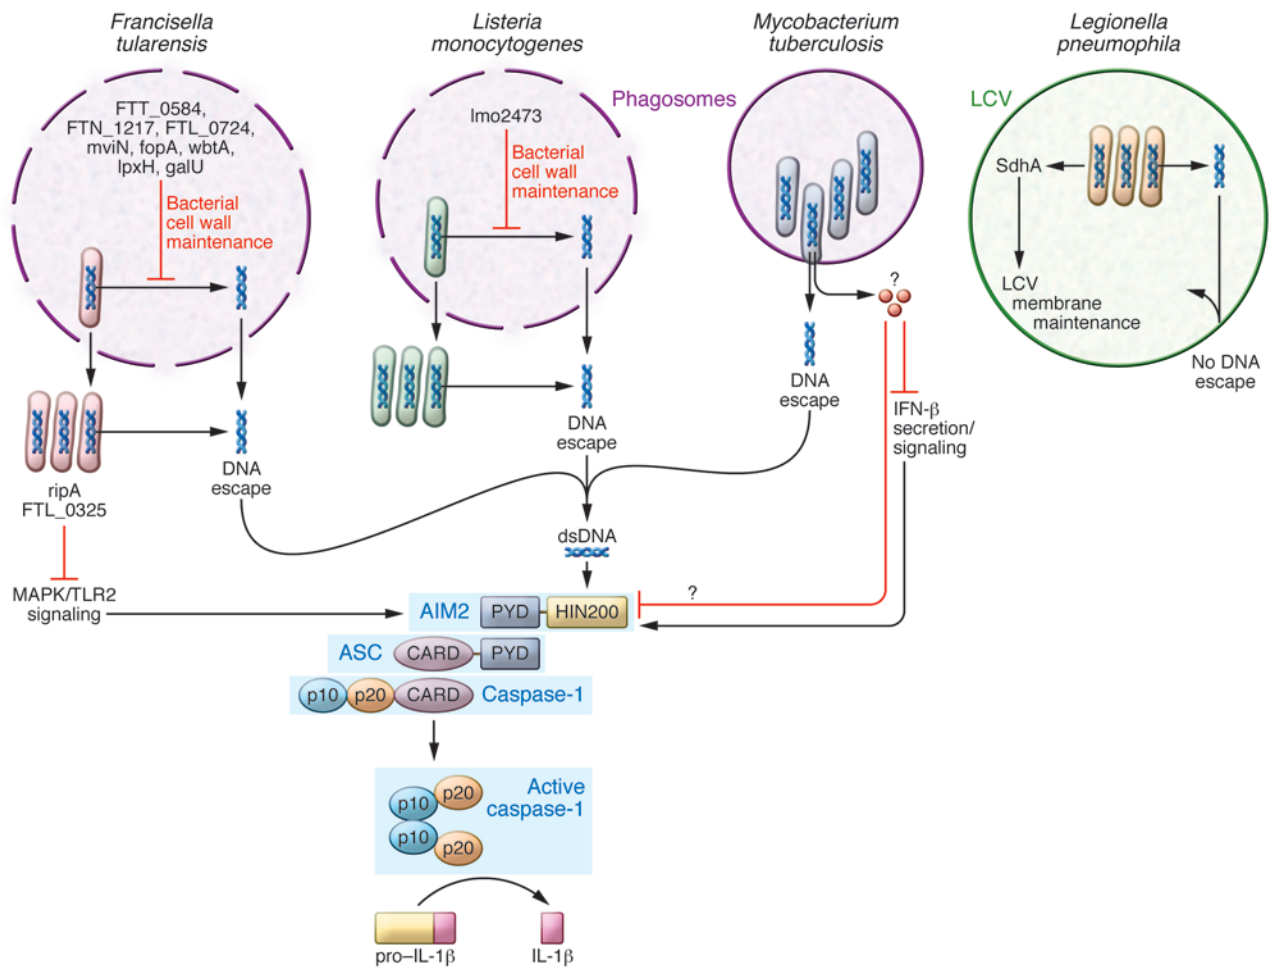 Francisella
tularensis
Listeria
monocytogenes
Mycobacterium
tuberculosis
Legionella
pneumophila
FTT_0584,
FTN_1217, FTL_0724,
mviN, fopA, wbtA,
lpxH, galU
Bacterial
cell wall
maintenance
lmo2473
Bacterial
cell wall
maintenance
Phagosomes
LCV
SdhA
LCV
membrane
maintenance
No DNA
escape
?
DNA
escape
DNA
escape
DNA
escape
IFN-β
secretion/
signaling
ripA
FTL_0325
MAPK/TLR2
signaling
dsDNA
?
AIM2 PYD HIN200
ASC CARD PYD
p10 p20 CARD Caspase-1
Active
caspase-1
p10 p20
p10 p20
pro–IL-1β
IL-1β